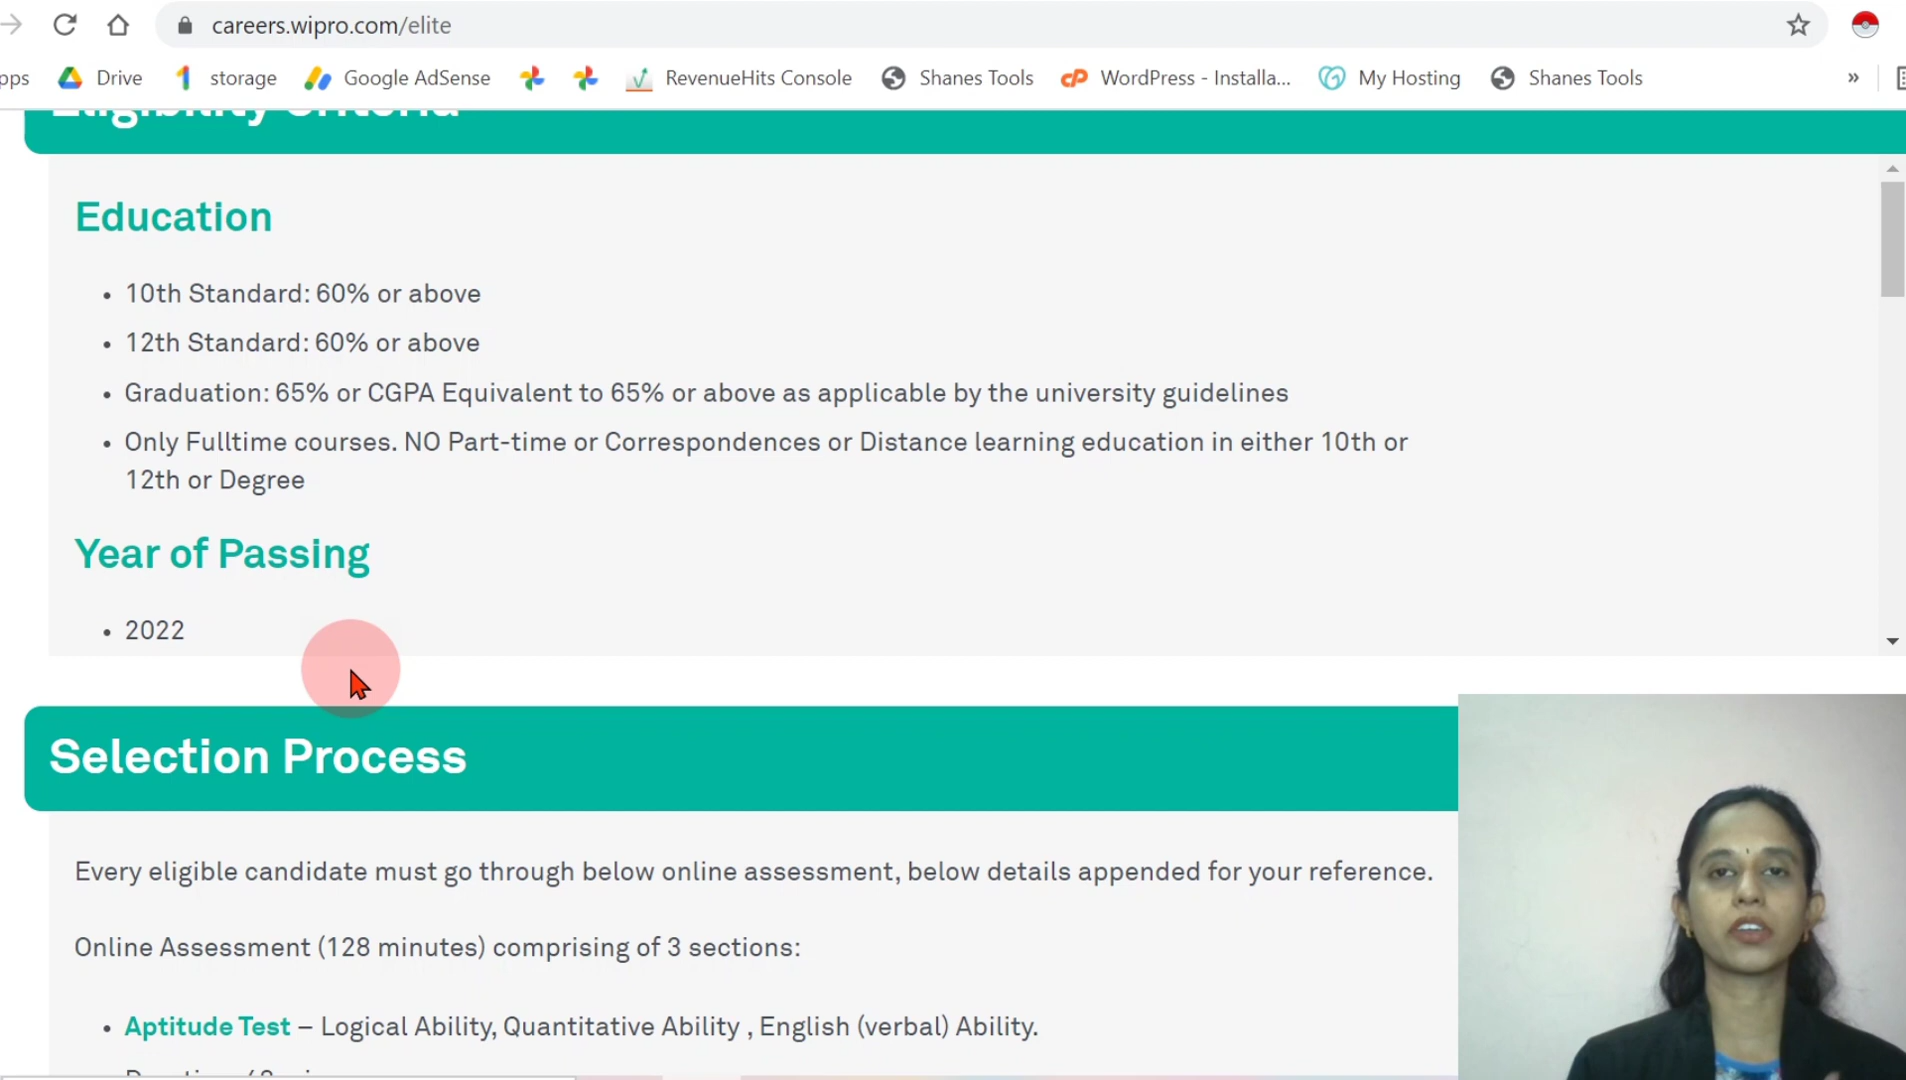 careers.wipro.com/elite
pps Drive storage Google AdSense RevenueHits Console Shanes Tools cP WordPress - Installa... My Hosting Shanes Tools »
Eligibility Criteria
Education
• 10th Standard: 60% or above
• 12th Standard: 60% or above
• Graduation: 65% or CGPA Equivalent to 65% or above as applicable by the university guidelines
• Only Fulltime courses. NO Part-time or Correspondences or Distance learning education in either 10th or
12th or Degree
Year of Passing
• 2022
Selection Process
Every eligible candidate must go through below online assessment, below details appended for your reference.
Online Assessment (128 minutes) comprising of 3 sections:
• Aptitude Test – Logical Ability, Quantitative Ability , English (verbal) Ability.